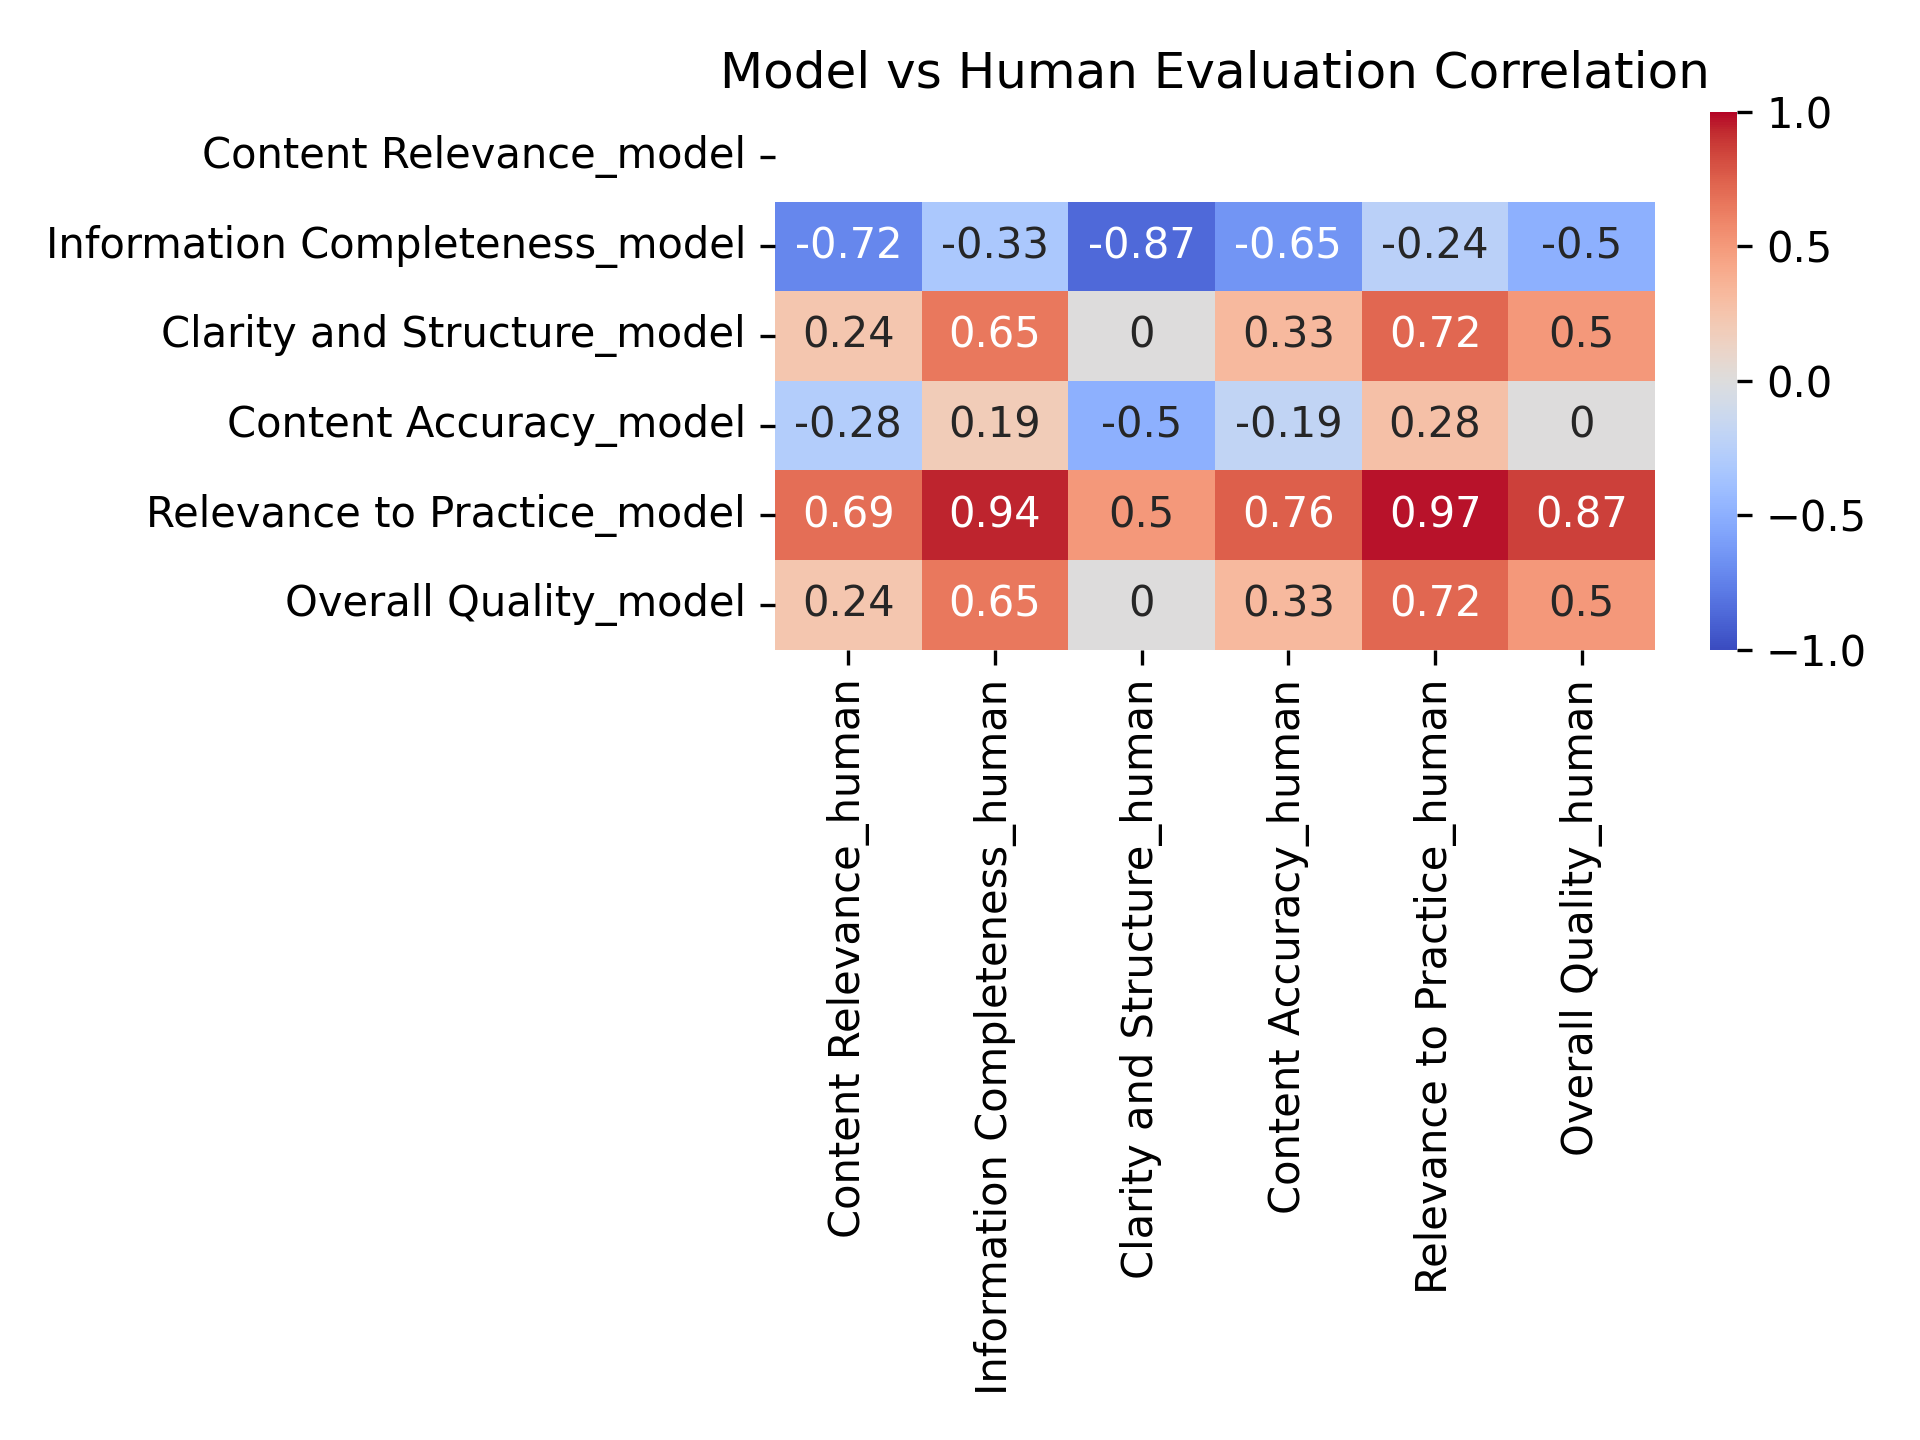 Model vs Human Evaluation Correlation
Content Relevance_model
Information Completeness_model -0.72 -0.33 -0.87 -0.65 -0.24 -0.5
Clarity and Structure_model 0.24 0.65 0 0.33 0.72 0.5
Content Accuracy_model -0.28 0.19 -0.5 -0.19 0.28 0
Relevance to Practice_model 0.69 0.94 0.5 0.76 0.97 0.87
Overall Quality_model 0.24 0.65 0 0.33 0.72 0.5
Content Relevance_human
Information Completeness_human
Clarity and Structure_human
Content Accuracy_human
Relevance to Practice_human
Overall Quality_human
1.0
0.5
0.0
−0.5
−1.0